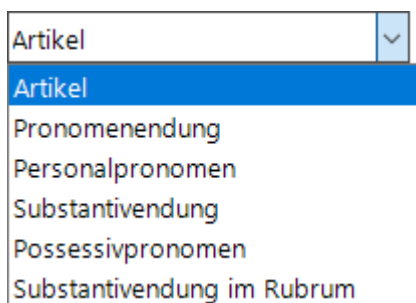 Artikel
Artikel
Pronomenendung
Personalpronomen
Substantivendung
Possessivpronomen
Substantivendung im Rubrum